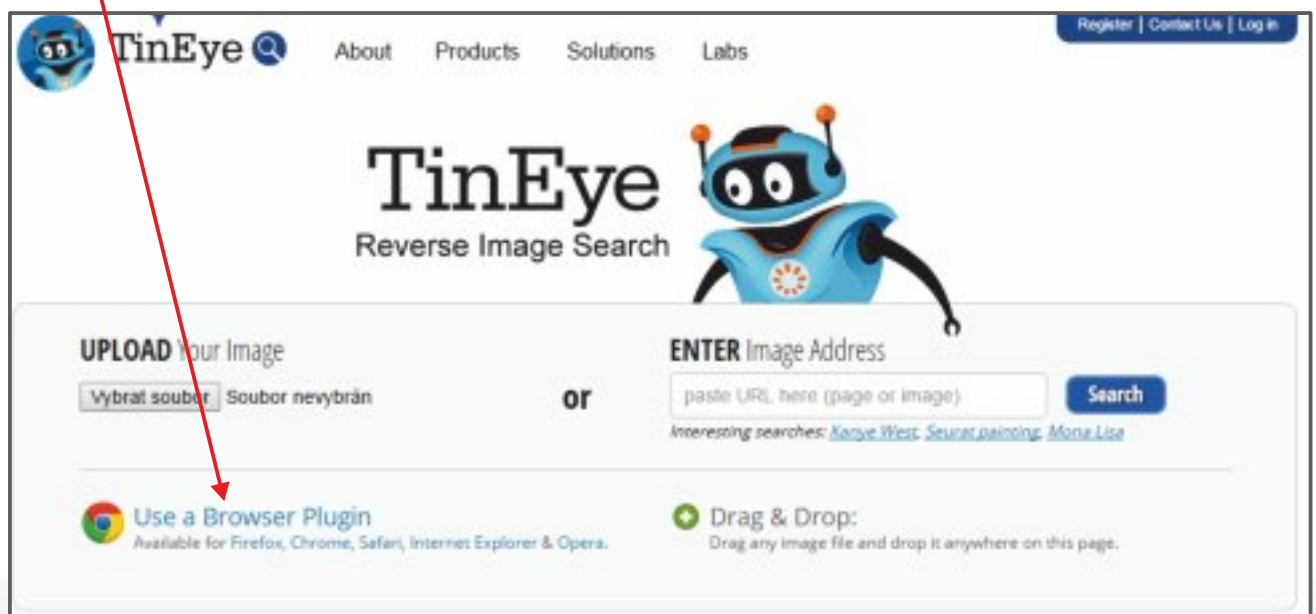 TinEye About Products Solutions Labs Register | Contact Us | Log in
TinEye
Reverse Image Search
UPLOAD Your Image
Vybrat soubor Soubor nevybrán
or
ENTER Image Address
paste URL here (page or image) Search
Interesting searches: Kanye West, Seurat painting, Mona Lisa
Use a Browser Plugin
Available for Firefox, Chrome, Safari, Internet Explorer & Opera.
Drag & Drop:
Drag any image file and drop it anywhere on this page.